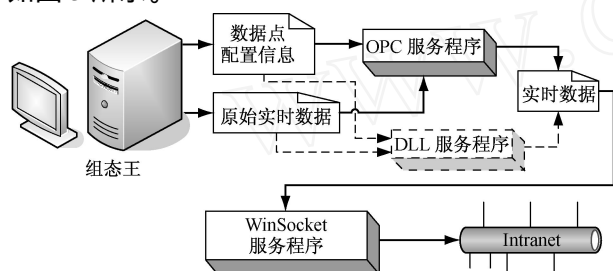 数据点
配置信息
OPC 服务程序
原始实时数据
实时数据
DLL 服务程序
组态王
WinSocket
服务程序
Intranet